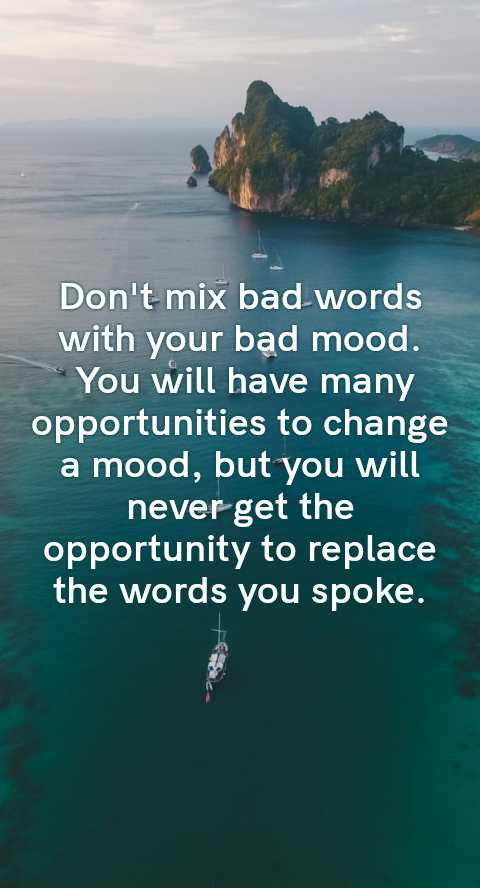 Don't mix bad words
with your bad mood.
You will have many
opportunities to change
a mood, but you will
never get the
opportunity to replace
the words you spoke.